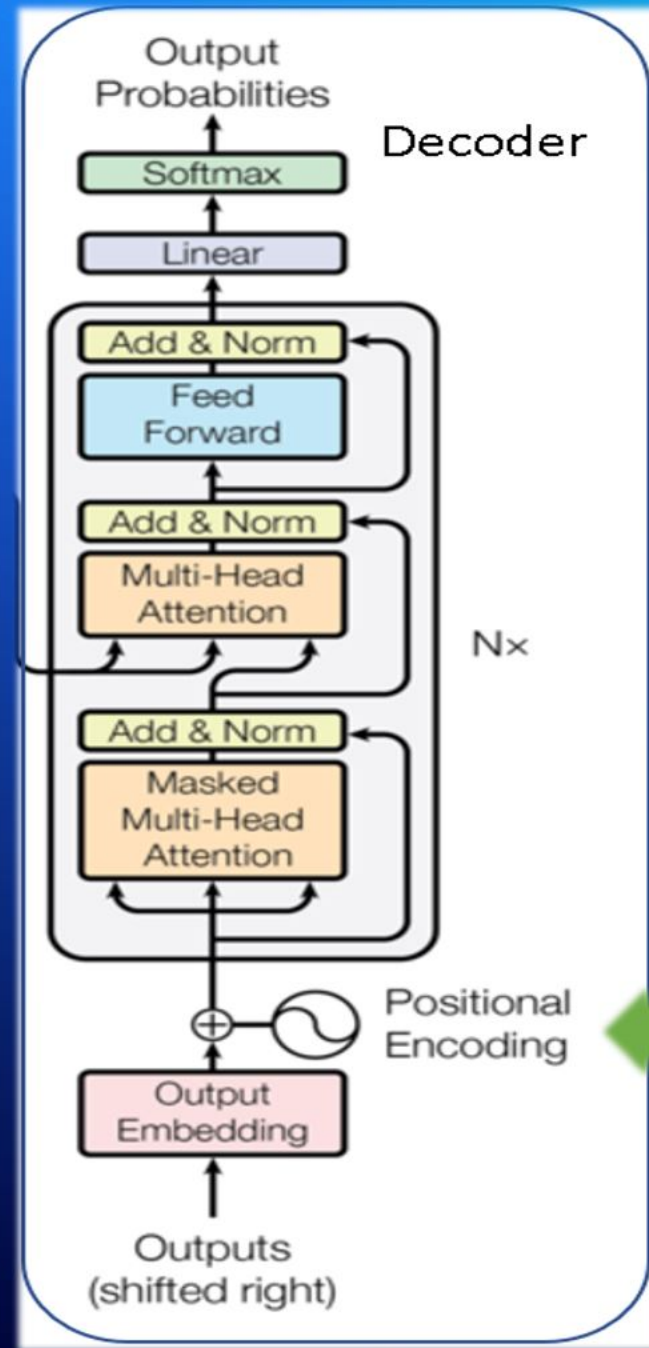 Output
Probabilities
Decoder
Softmax
Linear
Add & Norm
Feed
Forward
Add & Norm
Multi-Head
Attention
N×
Add & Norm
Masked
Multi-Head
Attention
Positional
Encoding
Output
Embedding
Outputs
(shifted right)